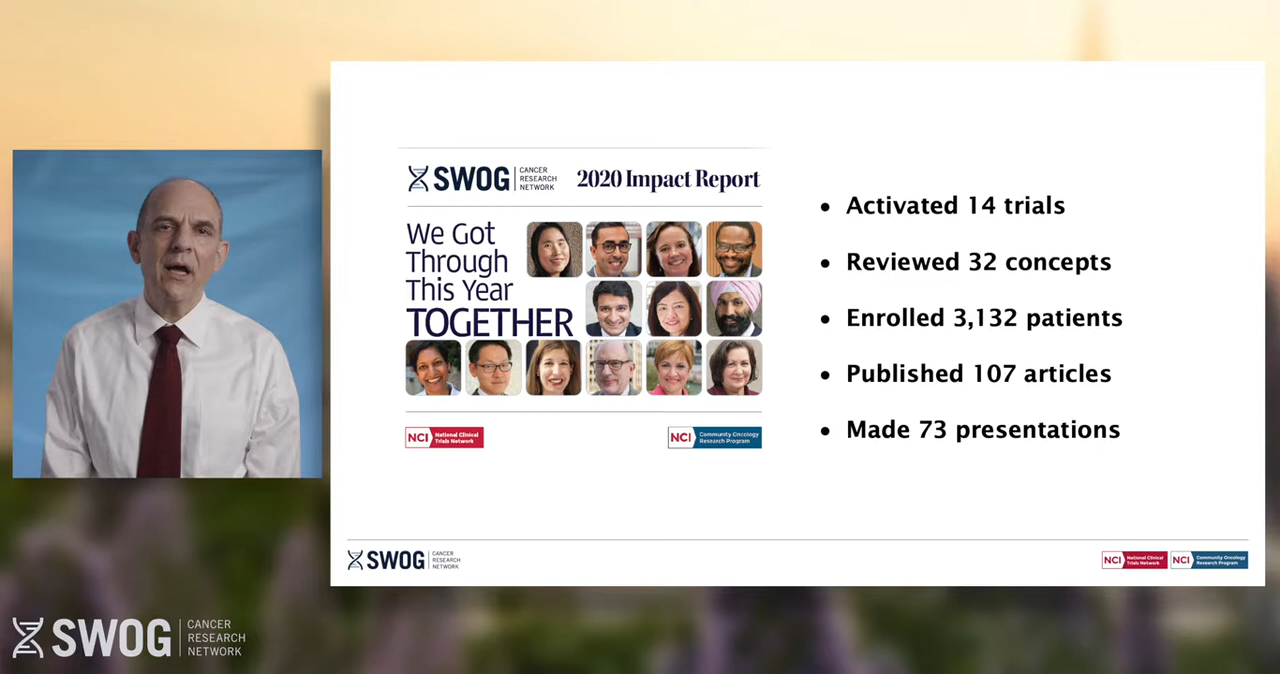 SWOG
CANCER
RESEARCH
NETWORK
2020 Impact Report
We Got
Through
This Year
TOGETHER
NCI
National Clinical
Trials Network
NCI
Community Oncology
Research Program
• Activated 14 trials
• Reviewed 32 concepts
• Enrolled 3,132 patients
• Published 107 articles
• Made 73 presentations
SWOG
CANCER
RESEARCH
NETWORK
NCI
National Clinical
Trials Network
NCI
Community Oncology
Research Program
SWOG
CANCER
RESEARCH
NETWORK